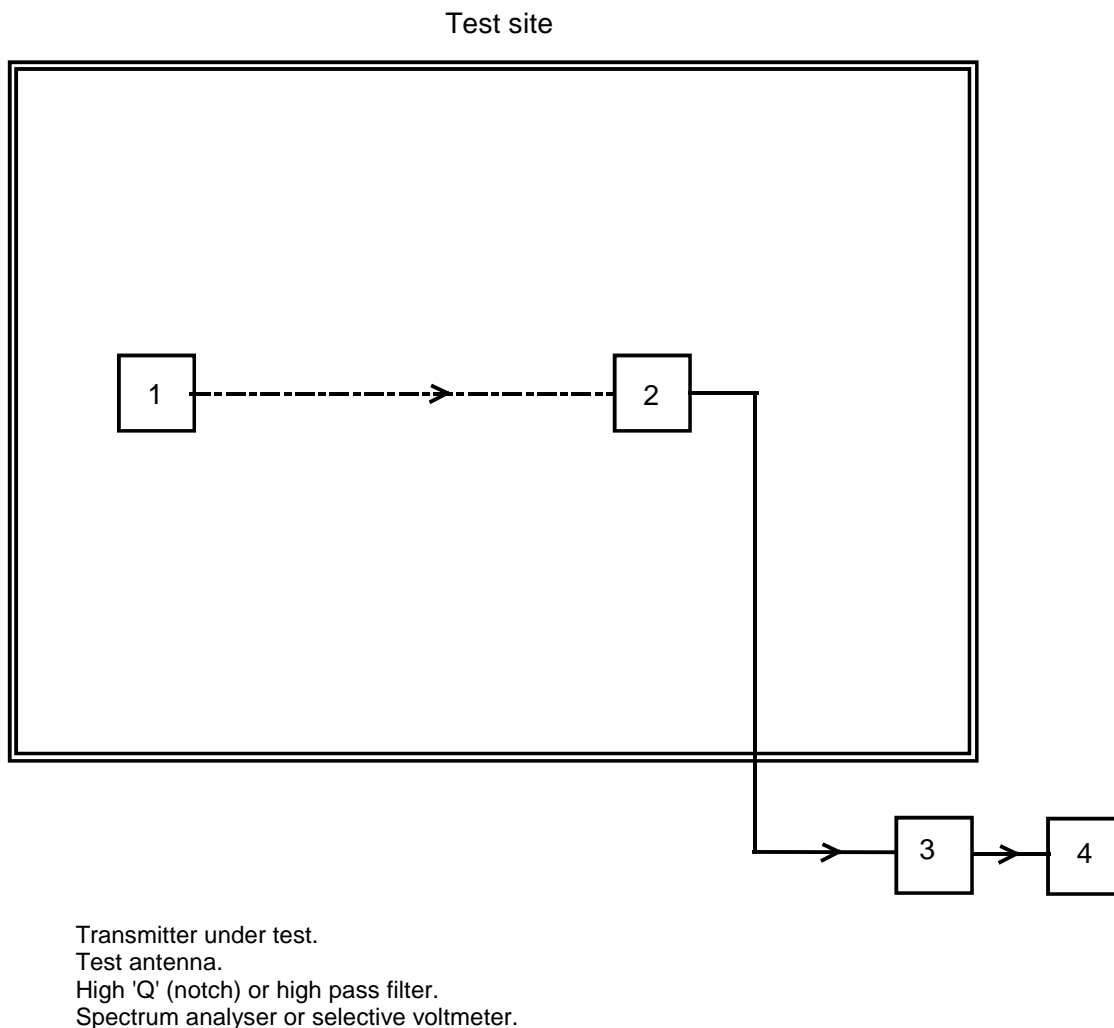 Test site
1
2
3
4
Transmitter under test.
Test antenna.
High 'Q' (notch) or high pass filter.
Spectrum analyser or selective voltmeter.